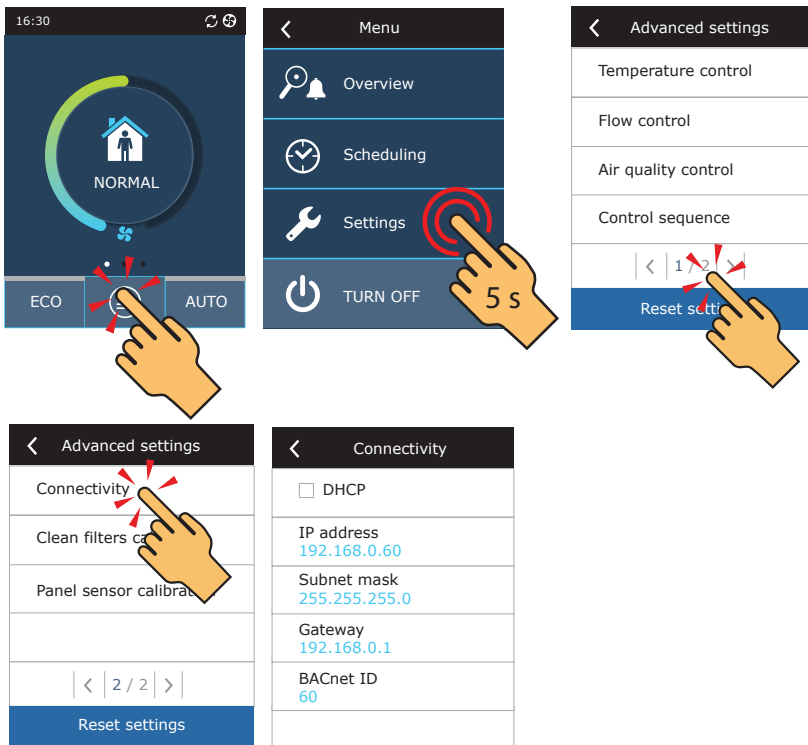 16:30
NORMAL
ECO
AUTO
Menu
Overview
Scheduling
Settings
TURN OFF
5 s
Advanced settings
Temperature control
Flow control
Air quality control
Control sequence
1 / 2
Reset
Advanced settings
Connectivity
Clean filters
Panel sensor
2 / 2
Reset settings
Connectivity
DHCP
IP address
192.168.0.60
Subnet mask
255.255.255.0
Gateway
192.168.0.1
BACnet ID
60